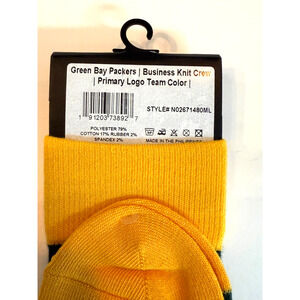 Green Bay Packers | Business Knit Crew
| Primary Logo Team Color |
STYLE# N02671480ML
1 91203 73892 7
POLYESTER 79%
COTTON 17% RUBBER 2%
SPANDEX 2%
MADE IN THE PHILIPPINES